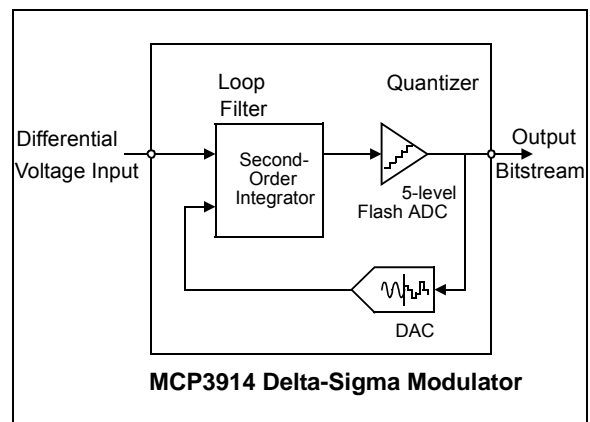 Loop
Filter
Quantizer
Differential
Voltage Input
Second-
Order
Integrator
Output
Bitstream
5-level
Flash ADC
DAC
MCP3914 Delta-Sigma Modulator